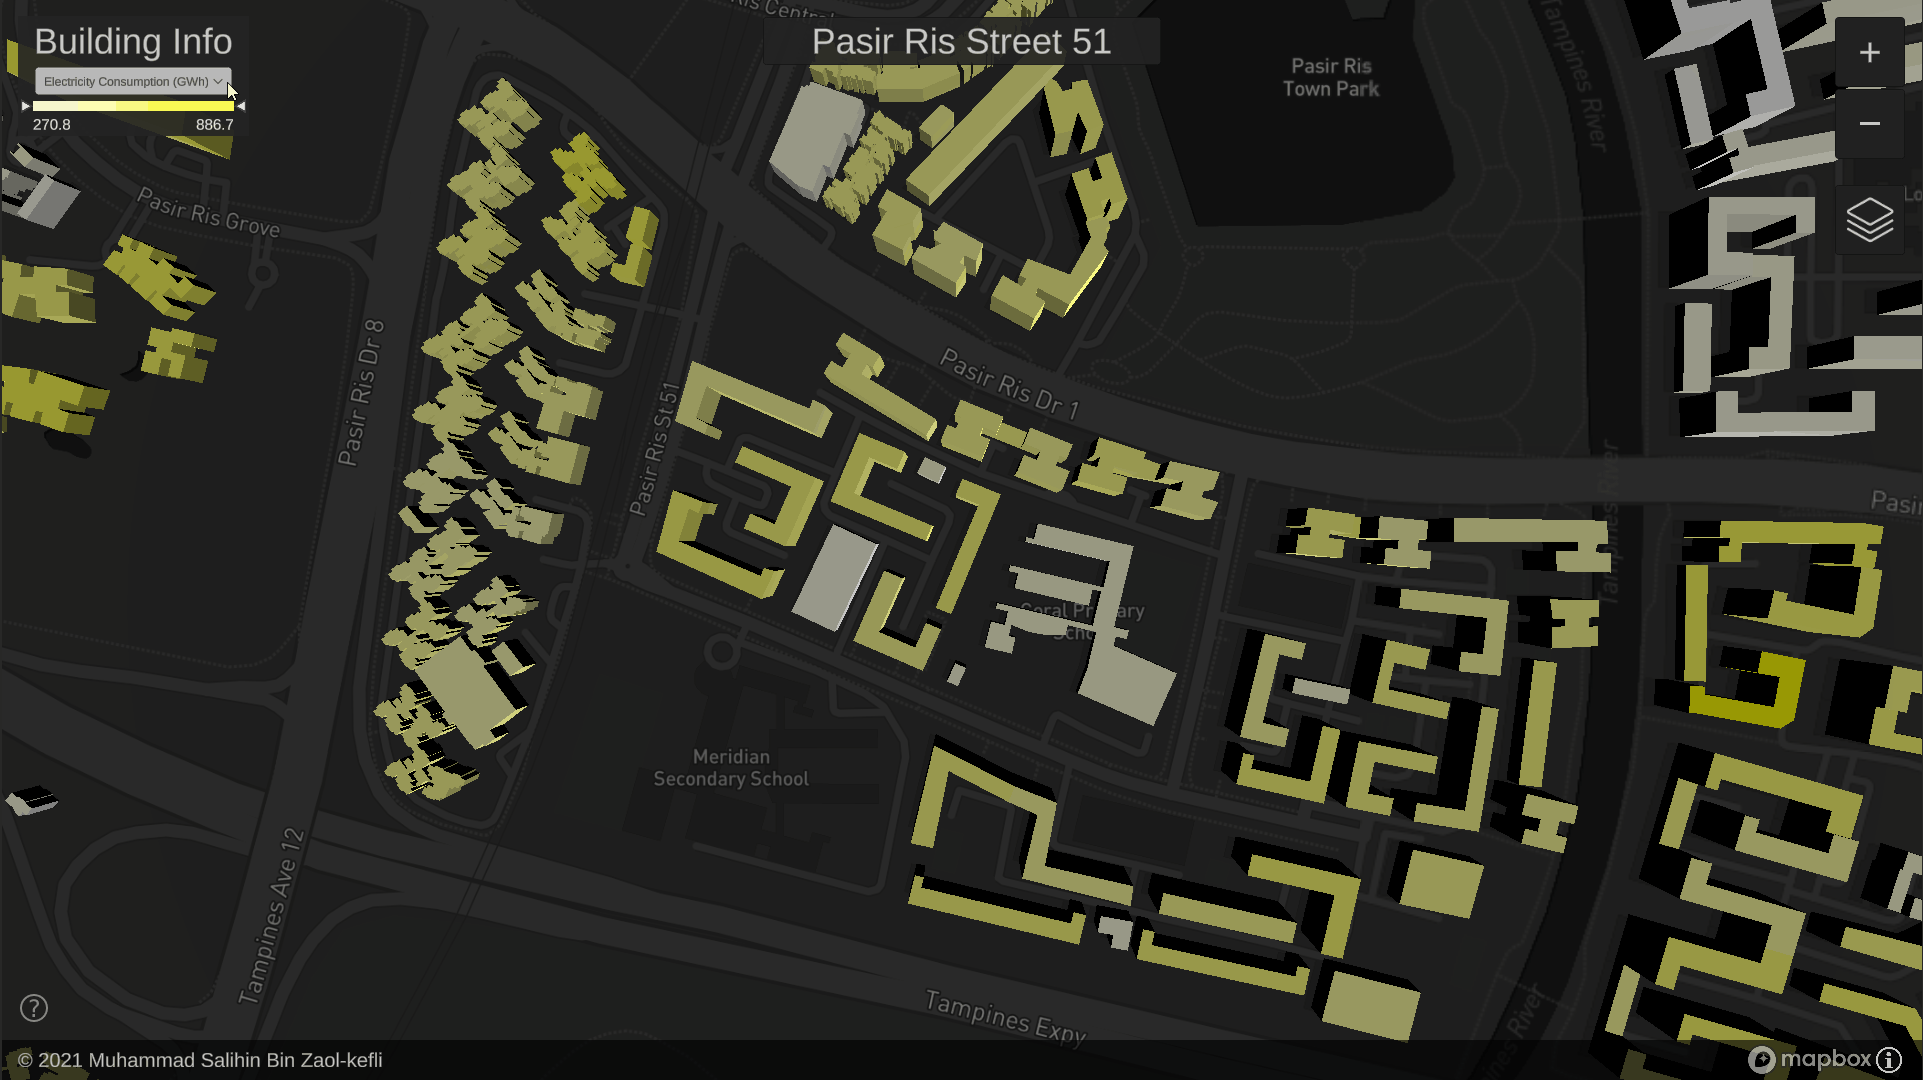 Building Info
Electricity Consumption (GWh)
270.8 886.7
Pasir Ris Street 51
Pasir Ris
Town Park
Tampines River
Pasir Ris Grove
Pasir Ris Dr 8
Pasir Ris St 51
Pasir Ris Dr 1
Tampines River
Coral Primary
School
Meridian
Secondary School
Tampines Ave 12
Tampines Expy
© 2021 Muhammad Salihin Bin Zaol-kefli
mapbox